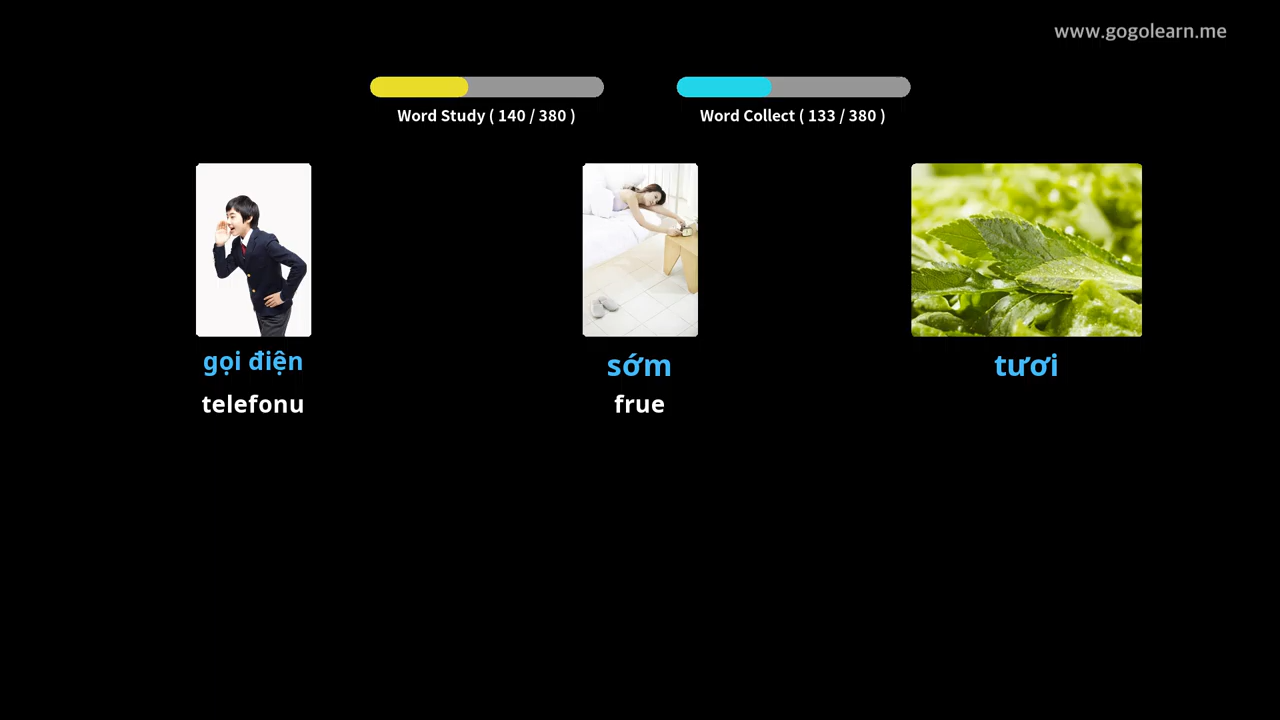 www.gogolearn.me
Word Study ( 140 / 380 )
Word Collect ( 133 / 380 )
gọi điện
sớm
tươi
telefonu
frue